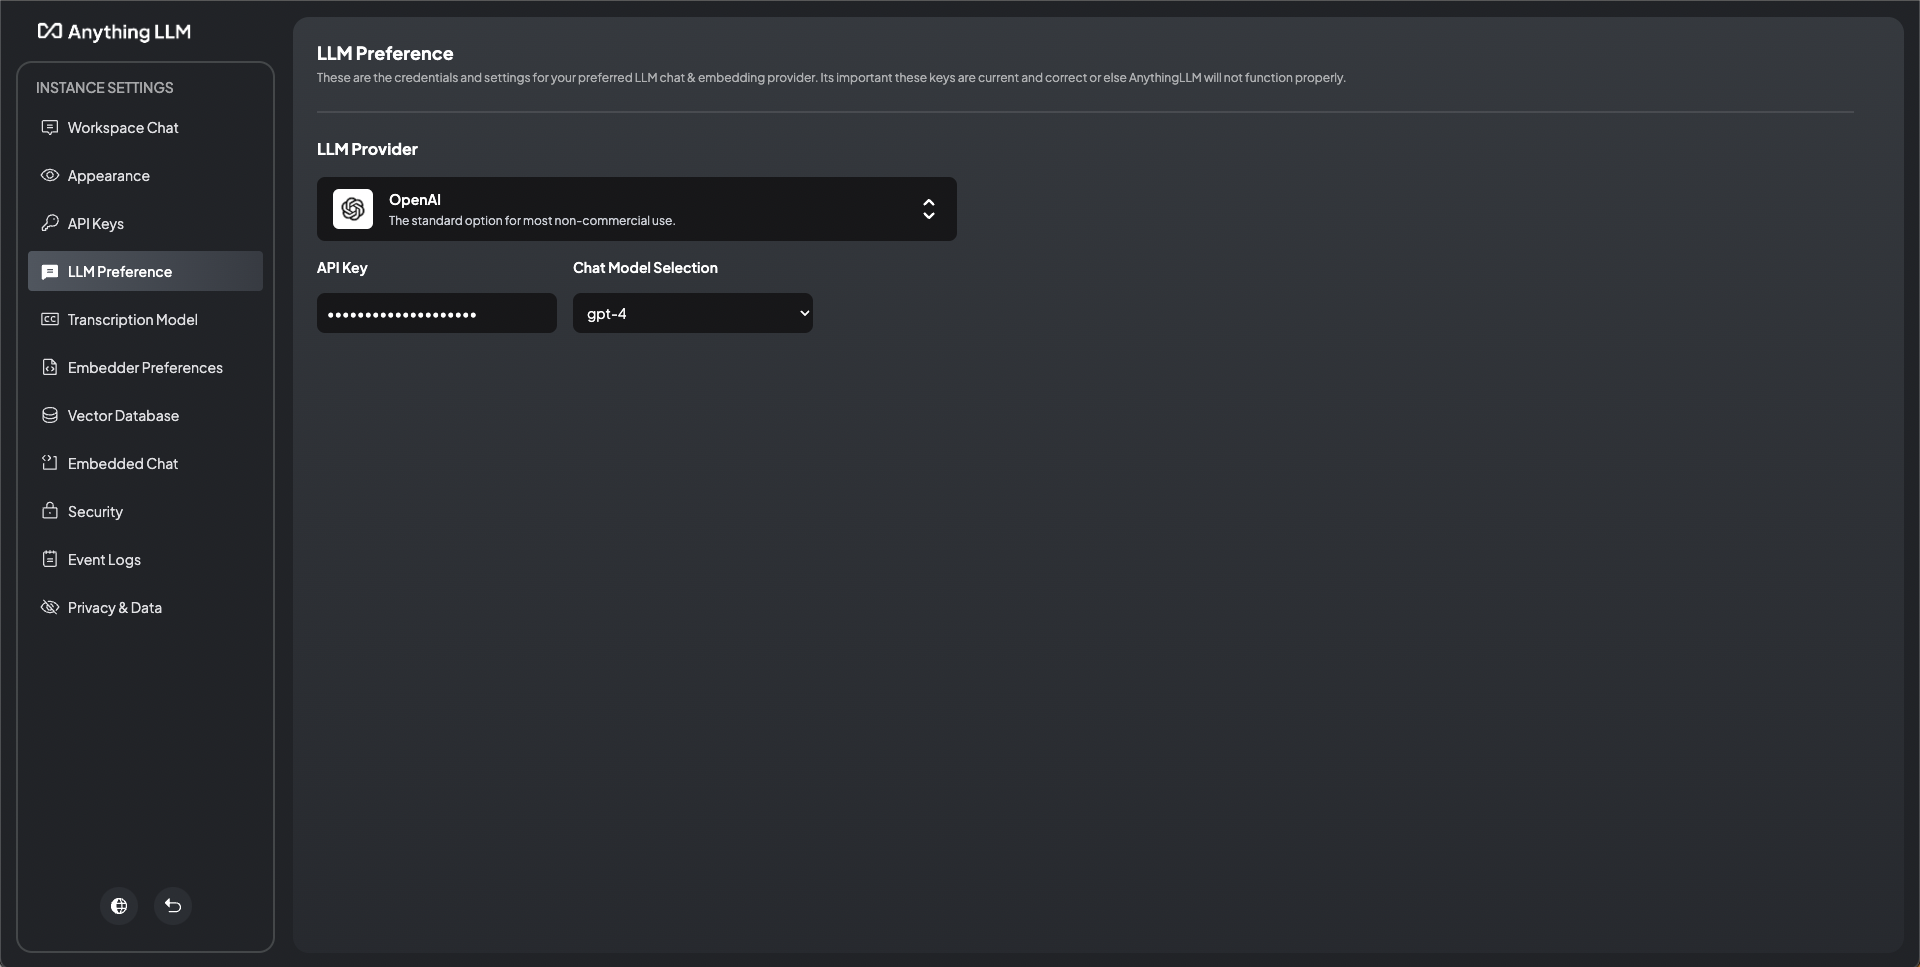 Anything LLM
INSTANCE SETTINGS
Workspace Chat
Appearance
API Keys
LLM Preference
Transcription Model
Embedder Preferences
Vector Database
Embedded Chat
Security
Event Logs
Privacy & Data
LLM Preference
These are the credentials and settings for your preferred LLM chat & embedding provider. Its important these keys are current and correct or else AnythingLLM will not function properly.
LLM Provider
OpenAI
The standard option for most non-commercial use.
API Key
Chat Model Selection
••••••••••••••••••••
gpt-4